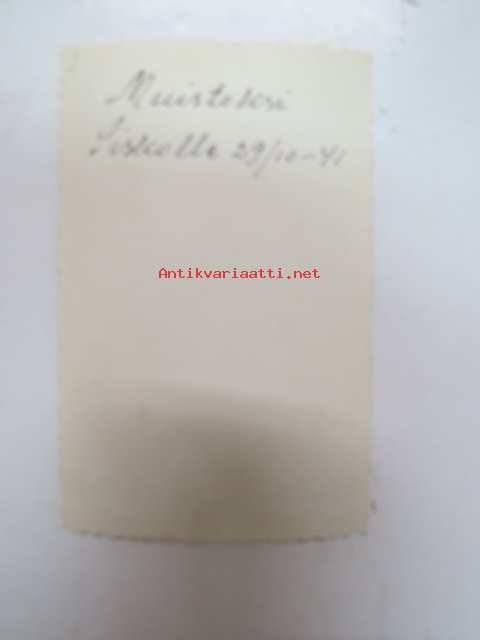 Muistoksi
Siskolle 29/10-41
Antikvariaatti.net